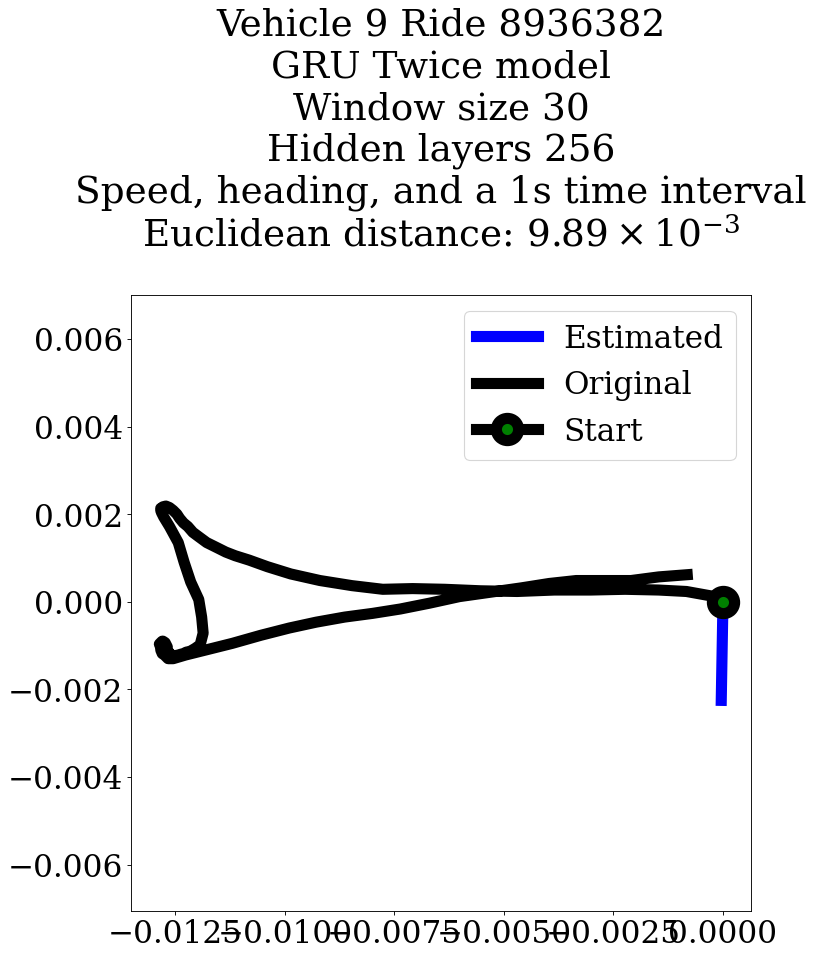 Vehicle 9 Ride 8936382
GRU Twice model
Window size 30
Hidden layers 256
Speed, heading, and a 1s time interval
Euclidean distance: 9.89 × 10⁻³
Estimated
Original
Start
0.006
0.004
0.002
0.000
−0.002
−0.004
−0.006
−0.0125 −0.0100 −0.0075 −0.0050 −0.0025 0.0000